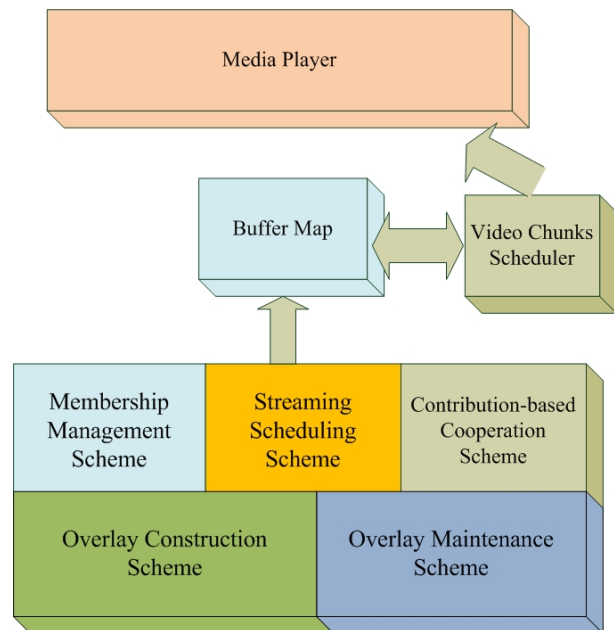 Media Player
Buffer Map
Video Chunks
Scheduler
Membership
Management
Scheme
Streaming
Scheduling
Scheme
Contribution-based
Cooperation
Scheme
Overlay Construction
Scheme
Overlay Maintenance
Scheme